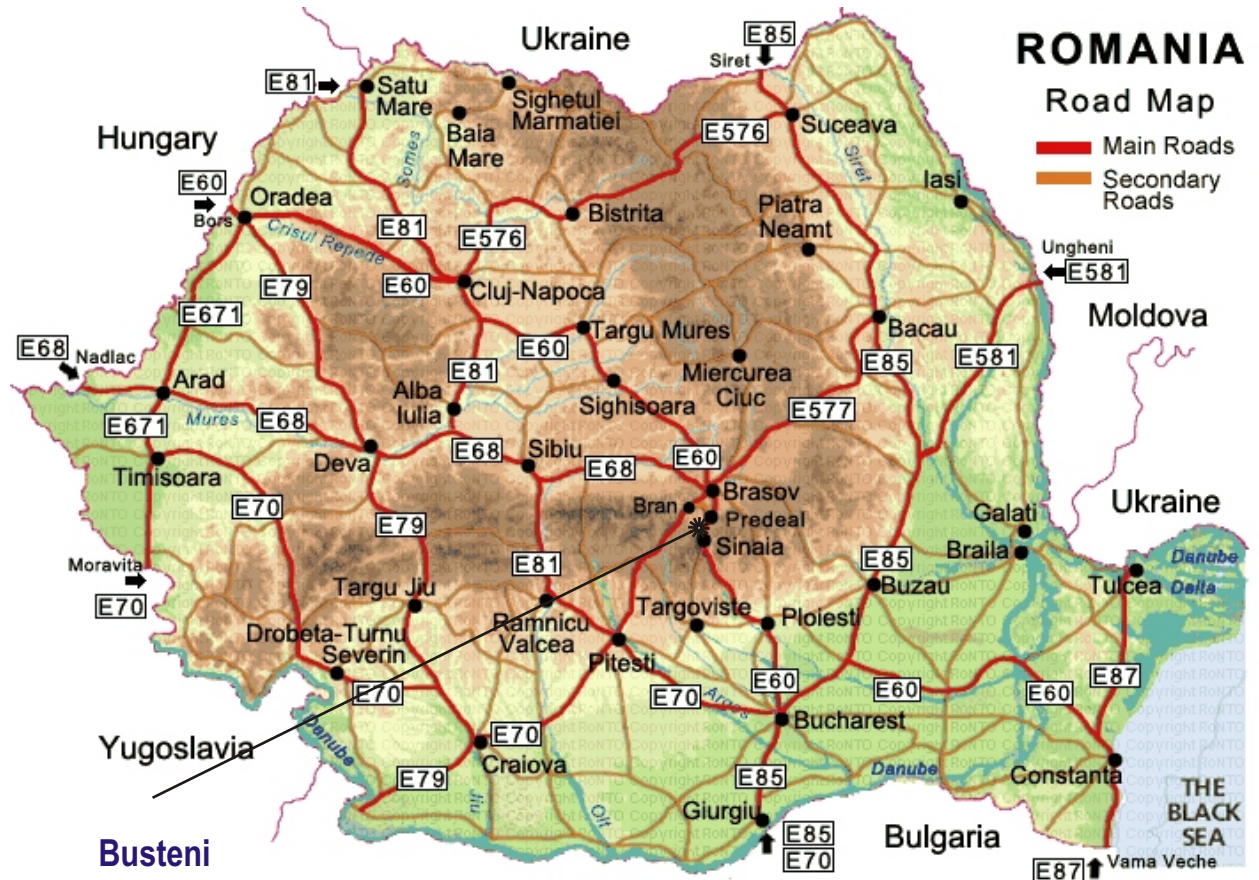 Ukraine
E85
Siret
ROMANIA
Road Map
Main Roads
Secondary
Roads
E81
Satu
Mare
Sighetul
Marmatiei
Baia
Mare
Somes
E576
Suceava
Siret
Hungary
E60
Bors
Oradea
Crisul Repede
E81
E576
Bistrita
Piatra
Neamt
Iasi
Ungheni
E581
Moldova
E79
E60
Cluj-Napoca
E671
Targu Mures
E60
Bacau
E85
E581
E68
Nadlac
Arad
Mures
E68
E671
E81
Alba
Iulia
Sighisoara
Miercurea
Ciuc
E577
Timisoara
Deva
E68
Sibiu
E68
E60
Brasov
Bran
Predeal
Sinaia
E70
E79
E81
Galati
Braila
Ukraine
Danube
Delta
Tulcea
Moravita
E70
Targu Jiu
Ramnicu
Valcea
Targoviste
Ploiesti
E85
Buzau
Drobeta-Turnu
Severin
E70
Pitesti
E70
Arges
E60
E60
E60
E87
Bucharest
Yugoslavia
Danube
E70
Craiova
E79
Jiu
Olt
E85
Giurgiu
Danube
Constanta
THE
BLACK
SEA
Busteni
E85
E70
Bulgaria
E87
Vama Veche